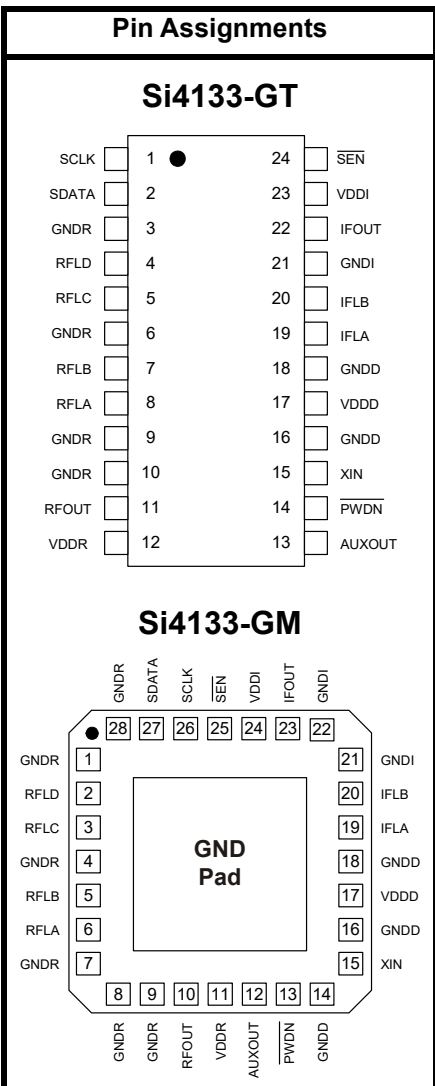 Pin Assignments
Si4133-GT
SCLK 1 24 SEN
SDATA 2 23 VDDI
GNDR 3 22 IFOUT
RFLD 4 21 GNDI
RFLC 5 20 IFLB
GNDR 6 19 IFLA
RFLB 7 18 GNDD
RFLA 8 17 VDDD
GNDR 9 16 GNDD
GNDR 10 15 XIN
RFOUT 11 14 PWDN
VDDR 12 13 AUXOUT
Si4133-GM
GNDR SDATA SCLK SEN VDDI IFOUT GNDI
28 27 26 25 24 23 22
GNDR 1 21 GNDI
RFLD 2 20 IFLB
RFLC 3 19 IFLA
GNDR 4 18 GNDD
RFLB 5 17 VDDD
RFLA 6 16 GNDD
GNDR 7 15 XIN
GND
Pad
8 9 10 11 12 13 14
GNDR GNDR RFOUT VDDR AUXOUT PWDN GNDD